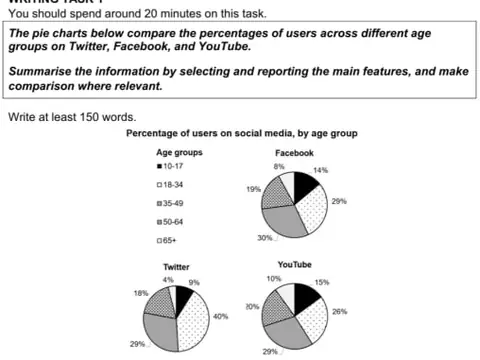 WRITING TASK 1
You should spend around 20 minutes on this task.
The pie charts below compare the percentages of users across different age
groups on Twitter, Facebook, and YouTube.
Summarise the information by selecting and reporting the main features, and make
comparison where relevant.
Write at least 150 words.
Percentage of users on social media, by age group
Age groups
10-17
18-34
35-49
50-64
65+
Facebook
8%
14%
19%
29%
30%
Twitter
4%
9%
18%
40%
29%
YouTube
10%
15%
20%
26%
29%